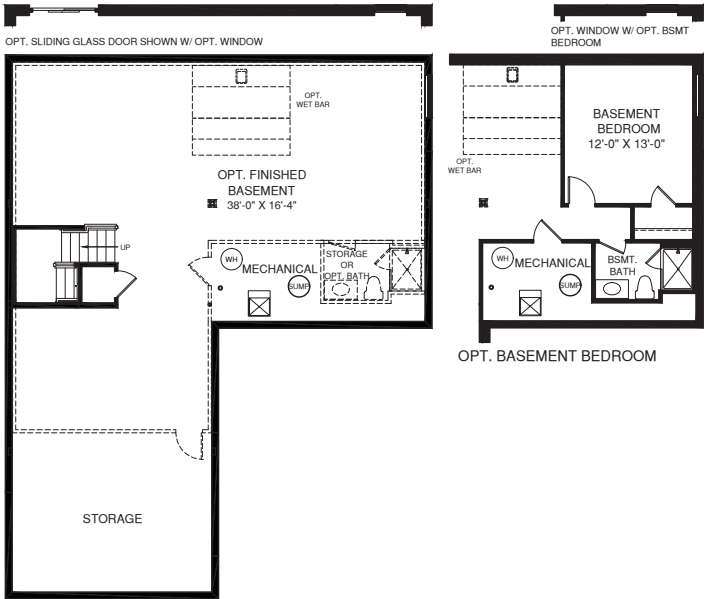 OPT. SLIDING GLASS DOOR SHOWN W/ OPT. WINDOW
OPT.
WET BAR
OPT. FINISHED
BASEMENT
38'-0" X 16'-4"
UP
WH
MECHANICAL
SUMP
STORAGE
OR
OPT. BATH
STORAGE
OPT. WINDOW W/ OPT. BSMT
BEDROOM
BASEMENT
BEDROOM
12'-0" X 13'-0"
OPT.
WET BAR
WH
MECHANICAL
SUMP
BSMT.
BATH
OPT. BASEMENT BEDROOM